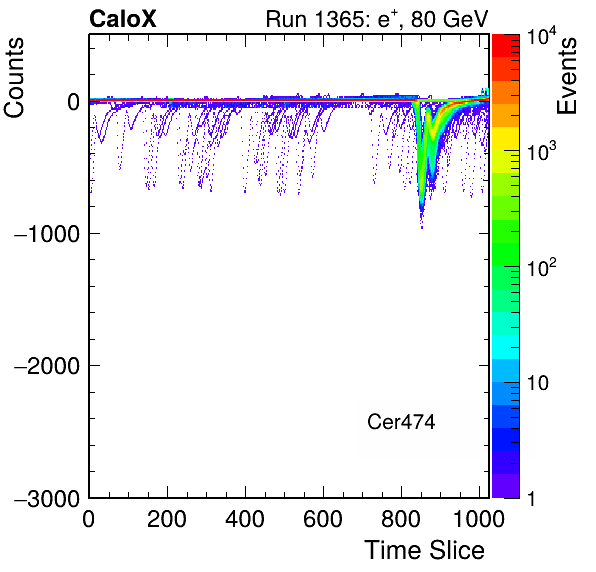 CaloX Run 1365: e⁺, 80 GeV
Counts
Events
0
−1000
−2000
−3000
10⁴
10³
10²
10
1
Cer474
0 200 400 600 800 1000
Time Slice